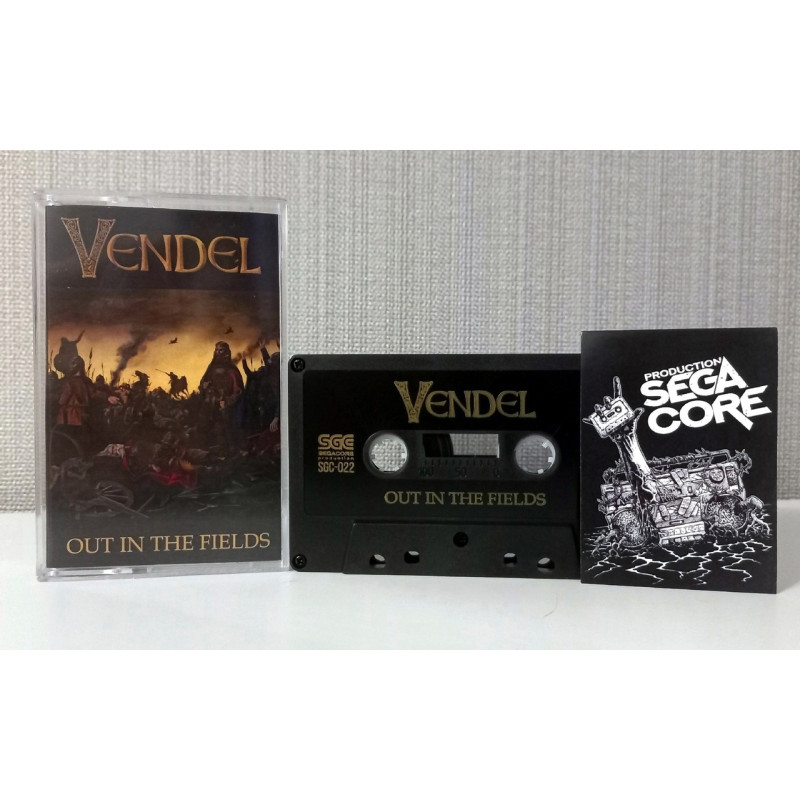 VENDEL
OUT IN THE FIELDS
VENDEL
SGC
SEGACORE
production
SGC-022
OUT IN THE FIELDS
PRODUCTION
SEGA
CORE